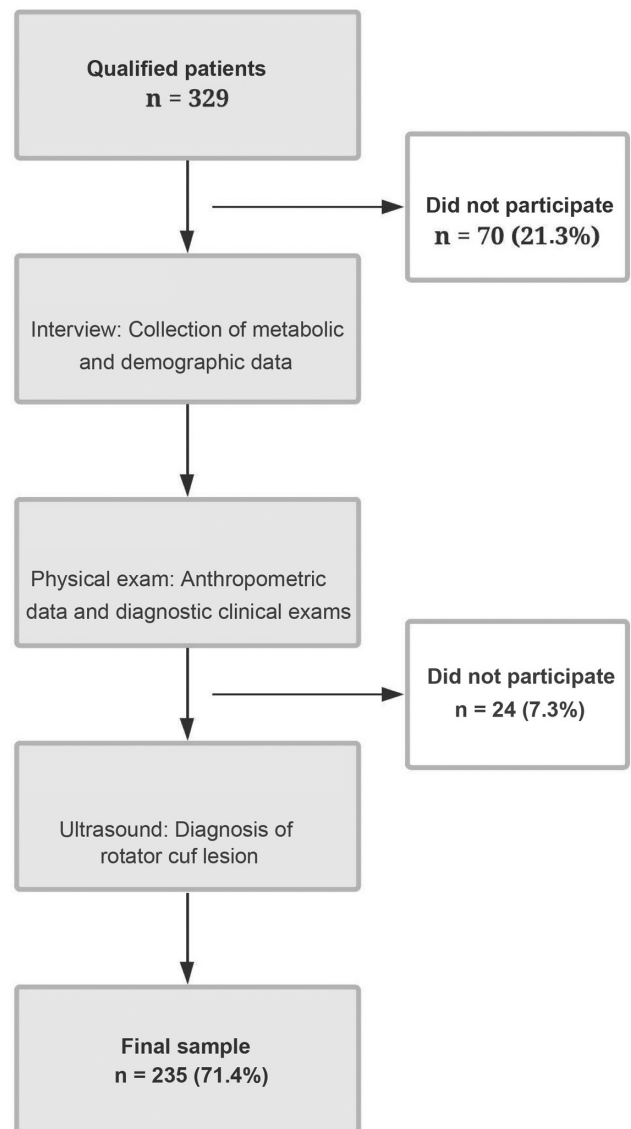 Qualified patients
n = 329
Did not participate
n = 70 (21.3%)
Interview: Collection of metabolic
and demographic data
Physical exam: Anthropometric
data and diagnostic clinical exams
Did not participate
n = 24 (7.3%)
Ultrasound: Diagnosis of
rotator cuf lesion
Final sample
n = 235 (71.4%)